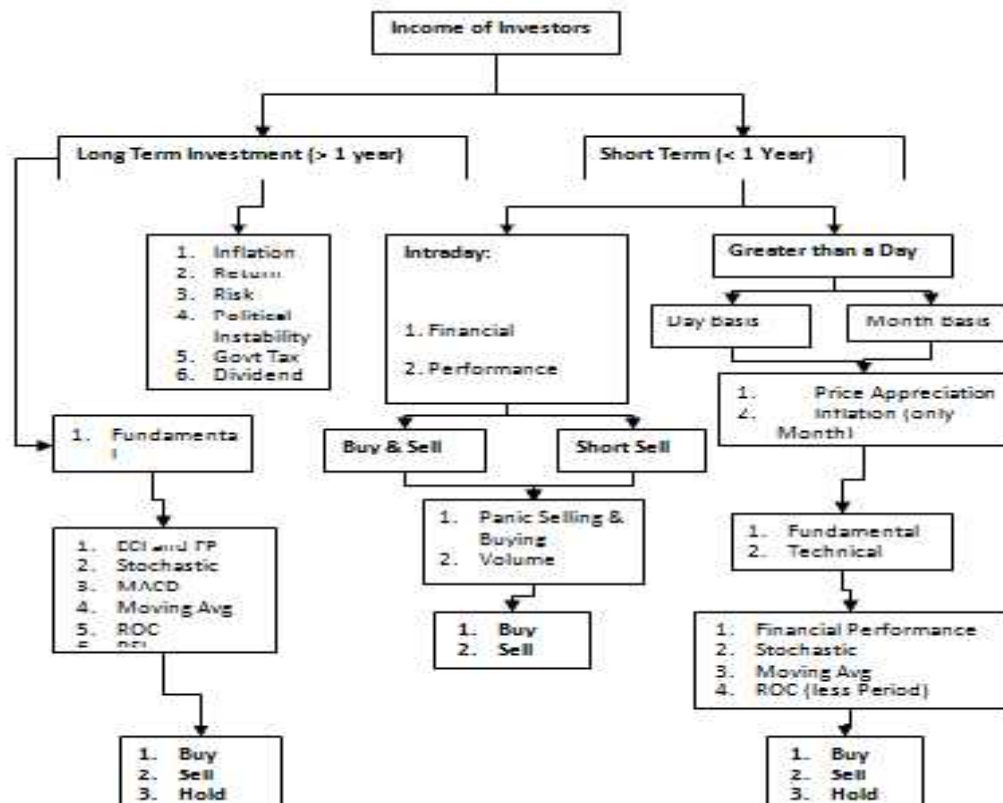 Income of Investors
Long Term Investment (> 1 year)
Short Term (< 1 Year)
1. Inflation
2. Return
3. Risk
4. Political
Instability
5. Govt Tax
6. Dividend
Intraday:
1. Financial
2. Performance
Greater than a Day
Day Basis
Month Basis
1. Price Appreciation
2. Inflation (only
Month)
1. Fundamenta
l
Buy & Sell
Short Sell
1. Panic Selling &
Buying
2. Volume
1. Fundamental
2. Technical
1. and
2. Stochastic
3. MACD
4. Moving Avg
5. ROC
1. Buy
2. Sell
1. Financial Performance
2. Stochastic
3. Moving Avg
4. ROC (less Period)
1. Buy
2. Sell
3. Hold
1. Buy
2. Sell
3. Hold